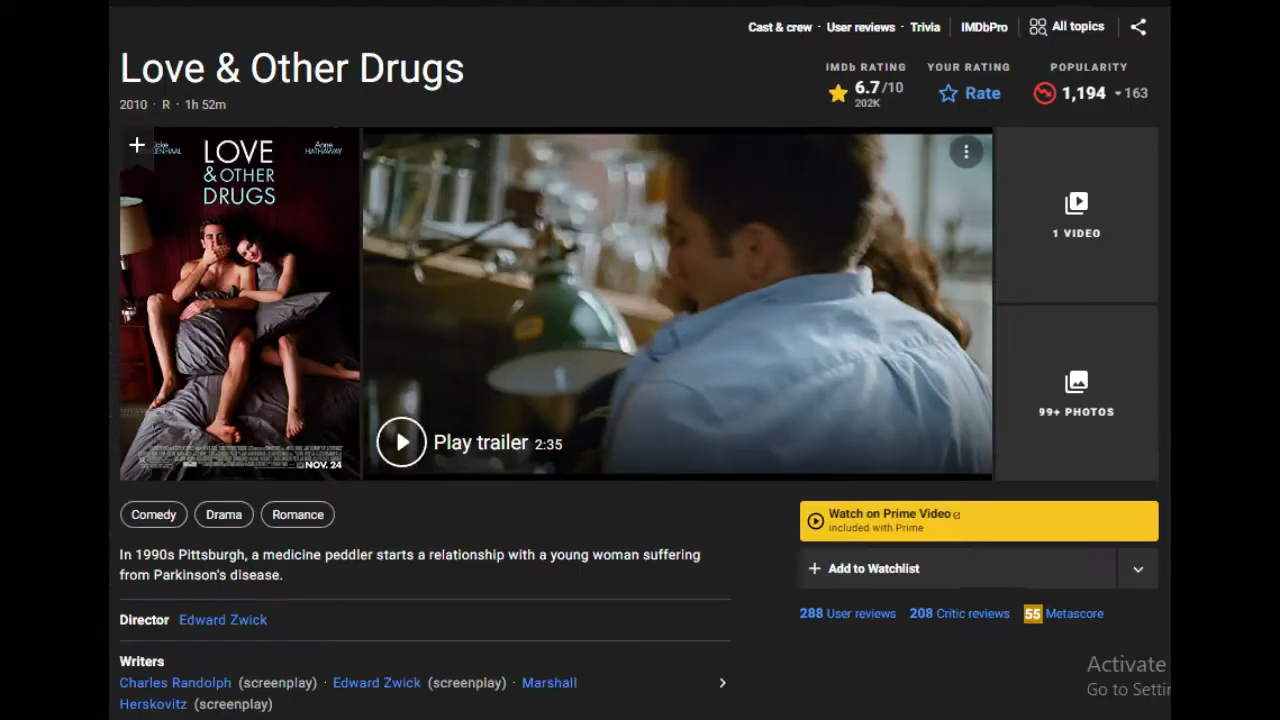 Cast & crew · User reviews · Trivia IMDbPro All topics
Love & Other Drugs
2010 · R · 1h 52m
IMDb RATING
6.7/10
202K
YOUR RATING
Rate
POPULARITY
1,194 163
Anne
HATHAWAY
LOVE
& OTHER
DRUGS
NOV. 24
Play trailer 2:35
1 VIDEO
99+ PHOTOS
Comedy Drama Romance
In 1990s Pittsburgh, a medicine peddler starts a relationship with a young woman suffering
from Parkinson's disease.
Director Edward Zwick
Writers
Charles Randolph (screenplay) · Edward Zwick (screenplay) · Marshall
Herskovitz (screenplay)
Watch on Prime Video
included with Prime
Add to Watchlist
288 User reviews 208 Critic reviews 55 Metascore
Activate
Go to Settin